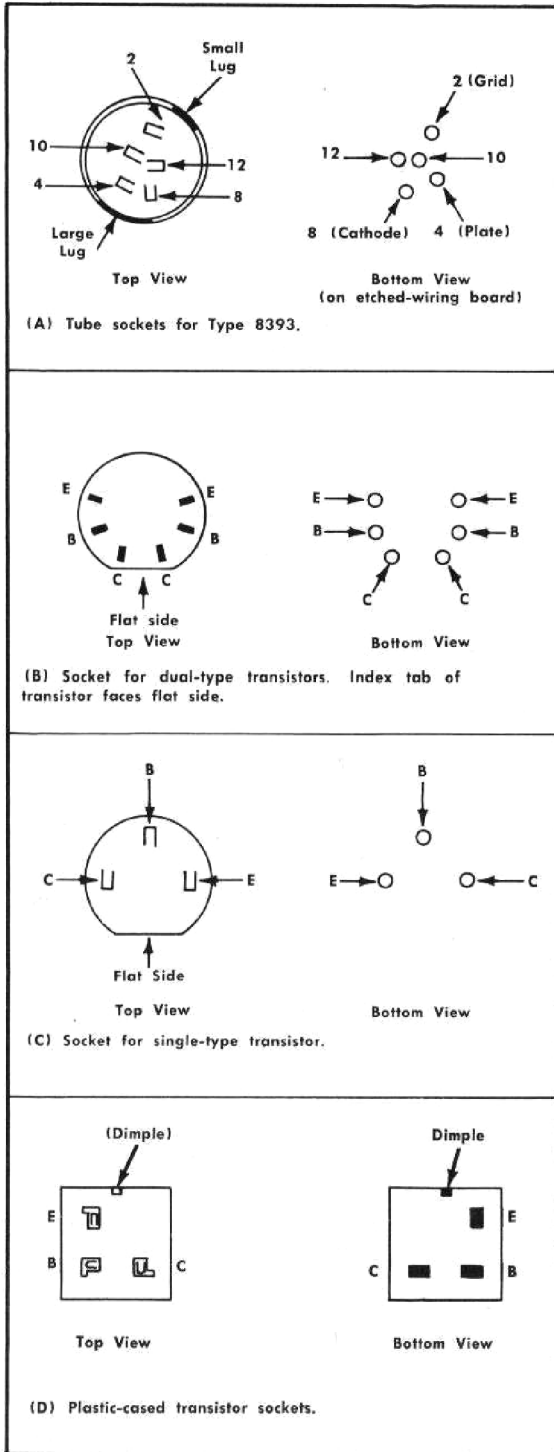 Small
Lug
2
10
12
4
8
Large
Lug
Top View
2 (Grid)
12
10
8 (Cathode)
4 (Plate)
Bottom View
(on etched-wiring board)
(A) Tube sockets for Type 8393.
E
E
B
B
C
C
Flat side
Top View
E
E
B
B
C
C
Bottom View
(B) Socket for dual-type transistors. Index tab of
transistor faces flat side.
B
C
E
Flat Side
Top View
B
E
C
Bottom View
(C) Socket for single-type transistor.
(Dimple)
E
B
C
Top View
Dimple
E
C
B
Bottom View
(D) Plastic-cased transistor sockets.